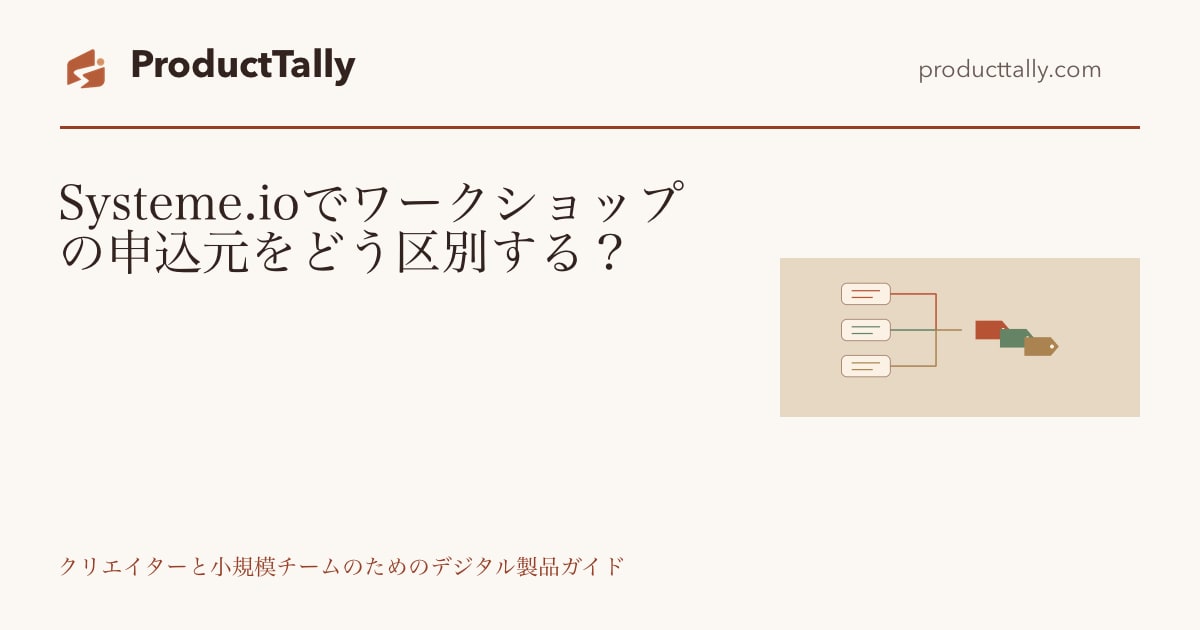 ProductTally
producttally.com
Systeme.ioでワークショップ
の申込元をどう区別する？
クリエイターと小規模チームのためのデジタル製品ガイド